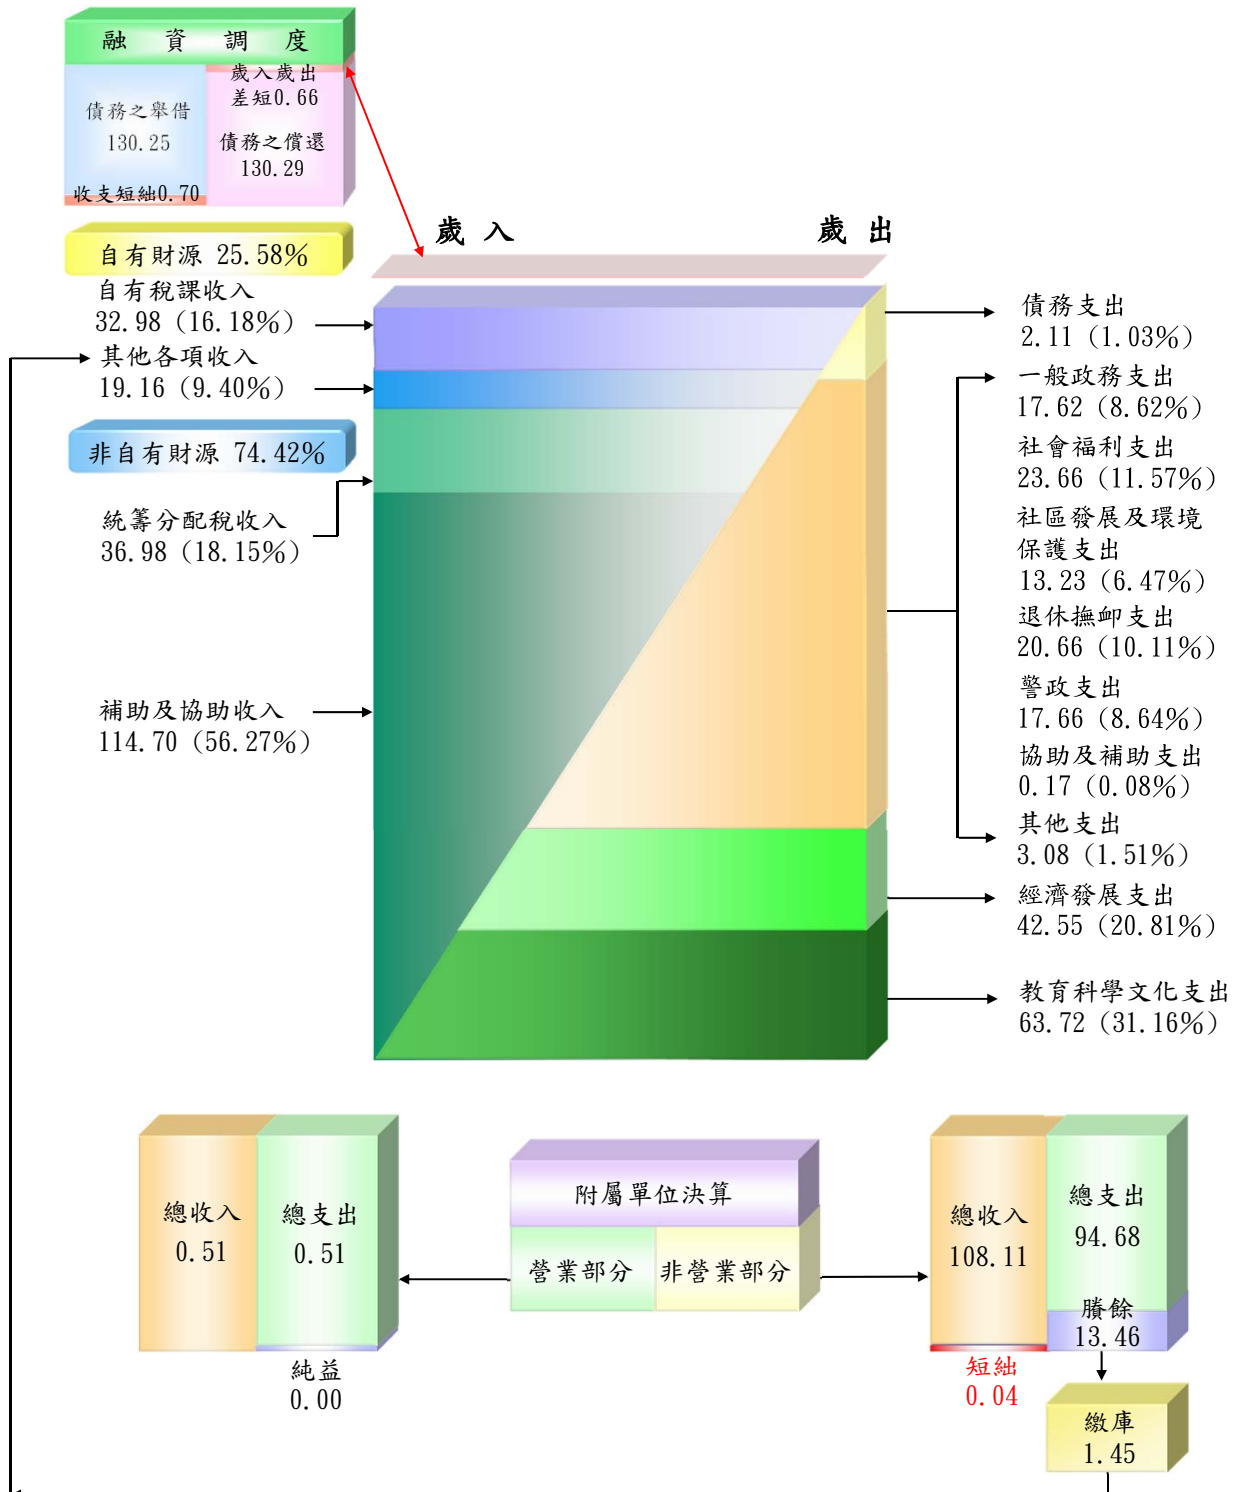 融資調度
債務之舉借
130.25
收支短絀0.70
歲入歲出
差短0.66
債務之償還
130.29
自有財源 25.58%
自有稅課收入
32.98 (16.18%)
其他各項收入
19.16 (9.40%)
非自有財源 74.42%
統籌分配稅收入
36.98 (18.15%)
補助及協助收入
114.70 (56.27%)
歲入
歲出
債務支出
2.11 (1.03%)
一般政務支出
17.62 (8.62%)
社會福利支出
23.66 (11.57%)
社區發展及環境
保護支出
13.23 (6.47%)
退休撫卹支出
20.66 (10.11%)
警政支出
17.66 (8.64%)
協助及補助支出
0.17 (0.08%)
其他支出
3.08 (1.51%)
經濟發展支出
42.55 (20.81%)
教育科學文化支出
63.72 (31.16%)
總收入
0.51
總支出
0.51
純益
0.00
附屬單位決算
營業部分
非營業部分
總收入
108.11
短絀
0.04
總支出
94.68
賸餘
13.46
繳庫
1.45